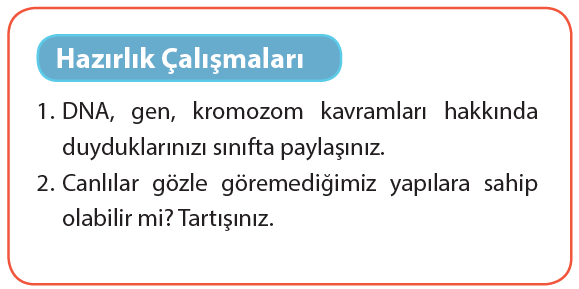 Hazırlık Çalışmaları
1. DNA, gen, kromozom kavramları hakkında
duyduklarınızı sınıfta paylaşınız.
2. Canlılar gözle göremediğimiz yapılara sahip
olabilir mi? Tartışınız.